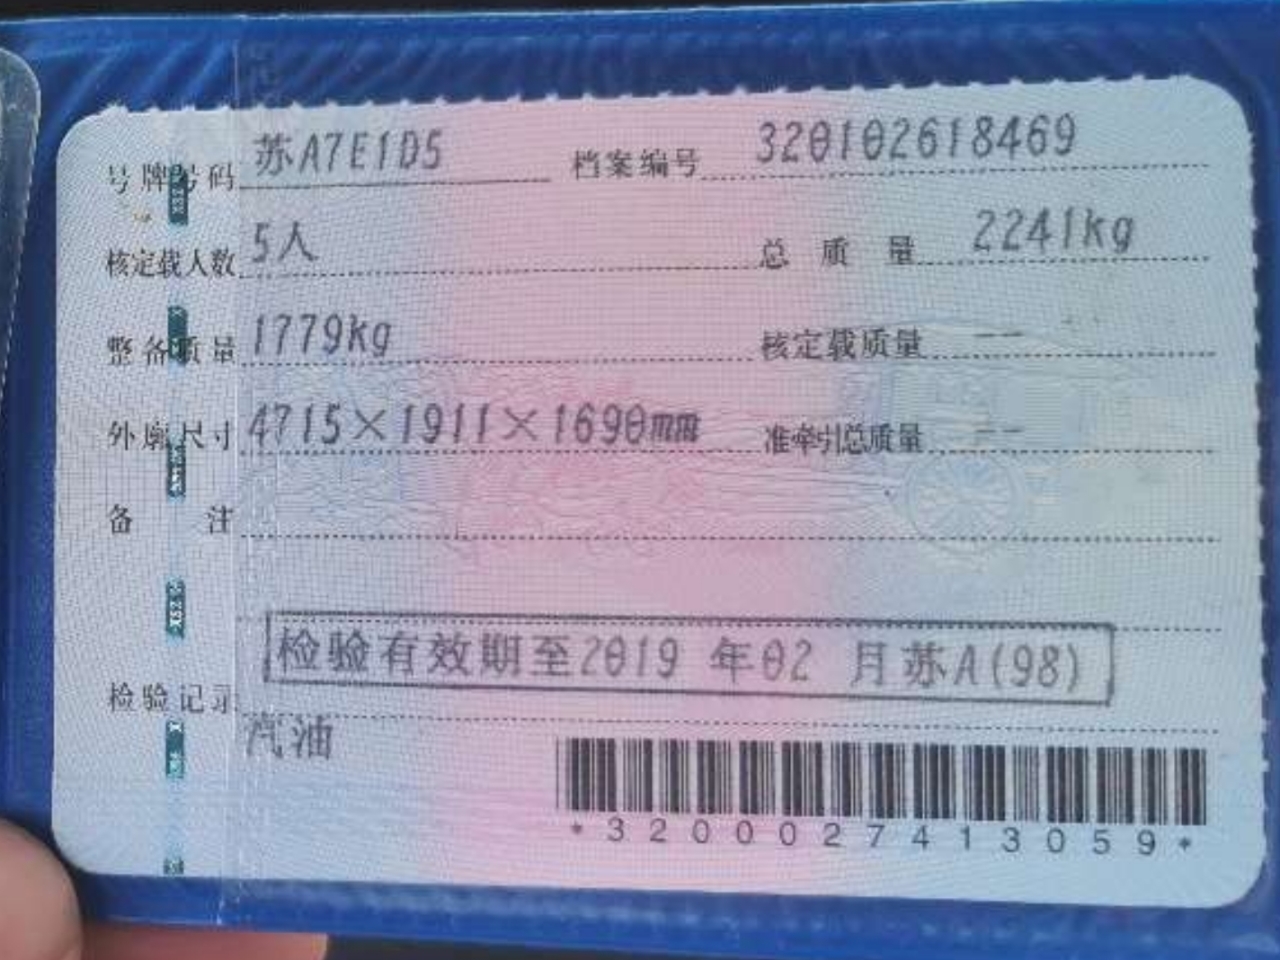 号牌号码 苏A7E1D5 档案编号 320102618469
核定载人数 5人 总质量 2241kg
整备质量 1779kg 核定载质量 --
外廓尺寸 4715×1911×1690mm 准牵引总质量 --
备注
检验有效期至2019 年02 月苏A(98)
检验记录
汽油
*3200027413059*